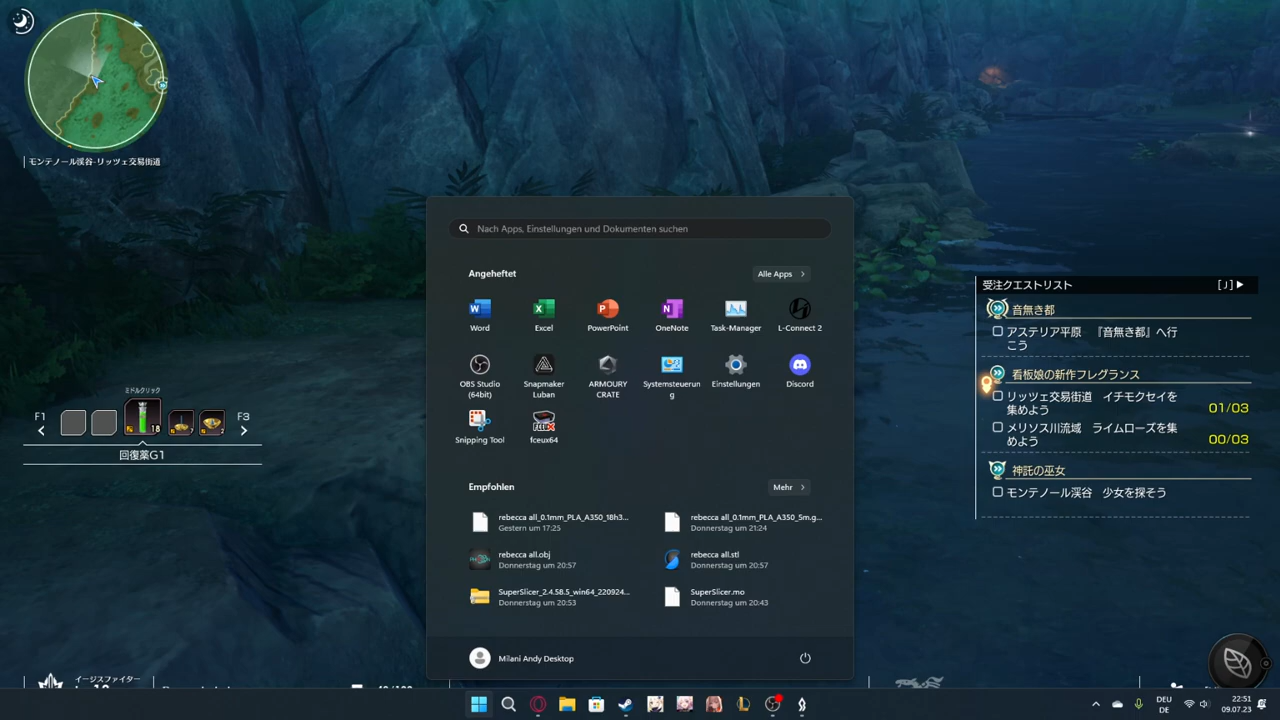 モンテノール渓谷-リッツェ交易街道
ミドルクリック
F1
F3
18
2
回復薬G1
Nach Apps, Einstellungen und Dokumenten suchen
Angeheftet
Alle Apps
Word
Excel
PowerPoint
OneNote
Task-Manager
L-Connect 2
OBS Studio
(64bit)
Snapmaker
Luban
ARMOURY
CRATE
Systemsteuerun
g
Einstellungen
Discord
Snipping Tool
fceux64
Empfohlen
Mehr
rebecca all_0.1mm_PLA_A350_18h3...
Gestern um 17:25
rebecca all_0.1mm_PLA_A350_5m.g...
Donnerstag um 21:24
rebecca all.obj
Donnerstag um 20:57
rebecca all.stl
Donnerstag um 20:57
SuperSlicer_2.4.58.5_win64_220924...
Donnerstag um 20:53
SuperSlicer.mo
Donnerstag um 20:43
Milani Andy Desktop
受注クエストリスト
[J]▶
音無き都
アステリア平原 『音無き都』へ行
こう
看板娘の新作フレグランス
リッツェ交易街道 イチモクセイを
集めよう
01/03
メリソス川流域 ライムローズを集
めよう
00/03
神託の巫女
モンテノール渓谷 少女を探そう
イージスファイター
DEU
DE
22:51
09.07.23